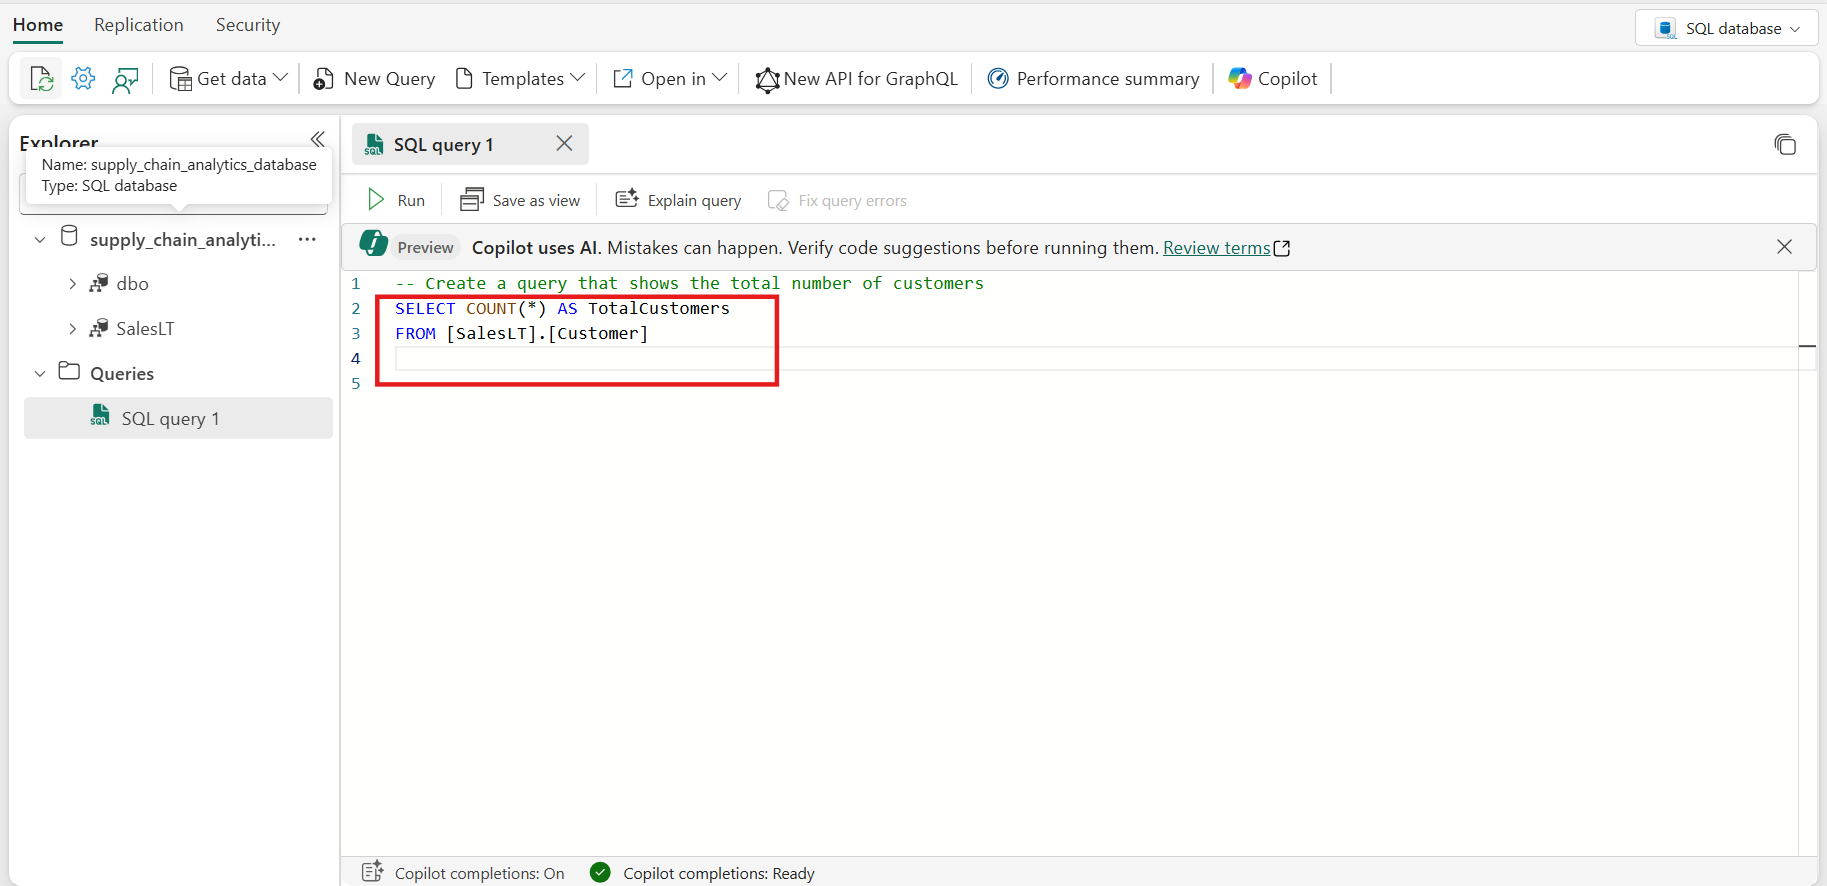 Home Replication Security
SQL database
Get data New Query Templates Open in New API for GraphQL Performance summary Copilot
Explorer
Name: supply_chain_analytics_database
Type: SQL database
supply_chain_analyti... ...
dbo
SalesLT
Queries
SQL query 1
SQL query 1
Run Save as view Explain query Fix query errors
Preview Copilot uses AI. Mistakes can happen. Verify code suggestions before running them. Review terms
1 -- Create a query that shows the total number of customers
2 SELECT COUNT(*) AS TotalCustomers
3 FROM [SalesLT].[Customer]
4
5
Copilot completions: On Copilot completions: Ready